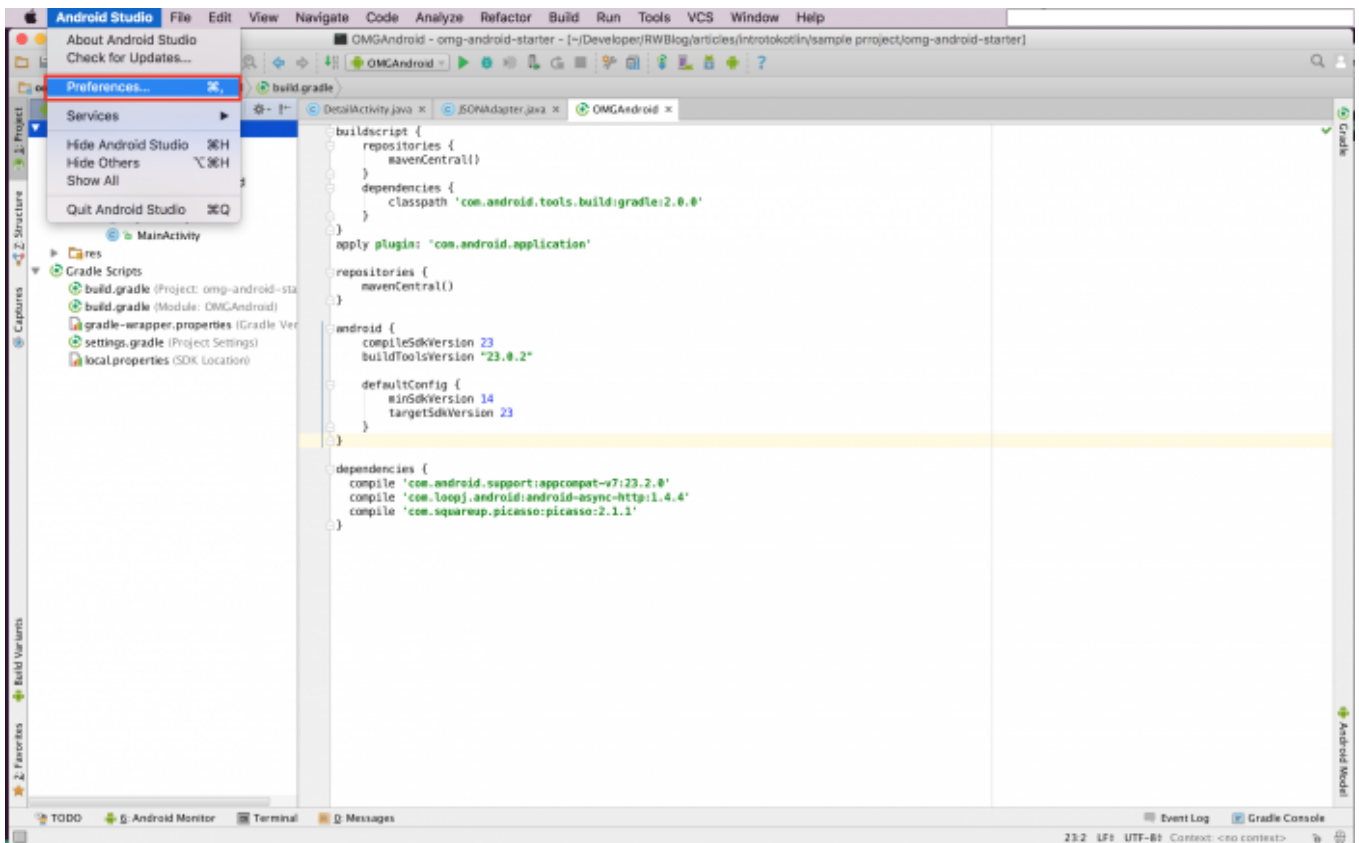 Android Studio File Edit View Navigate Code Analyze Refactor Build Run Tools VCS Window Help
OMGAndroid - omg-android-starter - [~/Developer/RWBlog/articles/introtokotlin/sample prroject/omg-android-starter]
About Android Studio
Check for Updates...
Preferences... ⌘,
Services
Hide Android Studio ⌘H
Hide Others ⌥⌘H
Show All
Quit Android Studio ⌘Q
OMGAndroid
build.gradle
DetailActivity.java JSONAdapter.java OMGAndroid
1: Project
Z: Structure
Captures
Build Variants
2: Favorites
MainActivity
res
Gradle Scripts
build.gradle (Project: omg-android-sta
build.gradle (Module: OMGAndroid)
gradle-wrapper.properties (Gradle Ver
settings.gradle (Project Settings)
local.properties (SDK Location)
buildscript {
repositories {
mavenCentral()
}
dependencies {
classpath 'com.android.tools.build:gradle:2.0.0'
}
}
apply plugin: 'com.android.application'
repositories {
mavenCentral()
}
android {
compileSdkVersion 23
buildToolsVersion "23.0.2"
defaultConfig {
minSdkVersion 14
targetSdkVersion 23
}
}
dependencies {
compile 'com.android.support:appcompat-v7:23.2.0'
compile 'com.loopj.android:android-async-http:1.4.4'
compile 'com.squareup.picasso:picasso:2.1.1'
}
Gradle
Android Model
TODO 6: Android Monitor Terminal 0: Messages Event Log Gradle Console
23:2 LF UTF-8 Context: <no context>